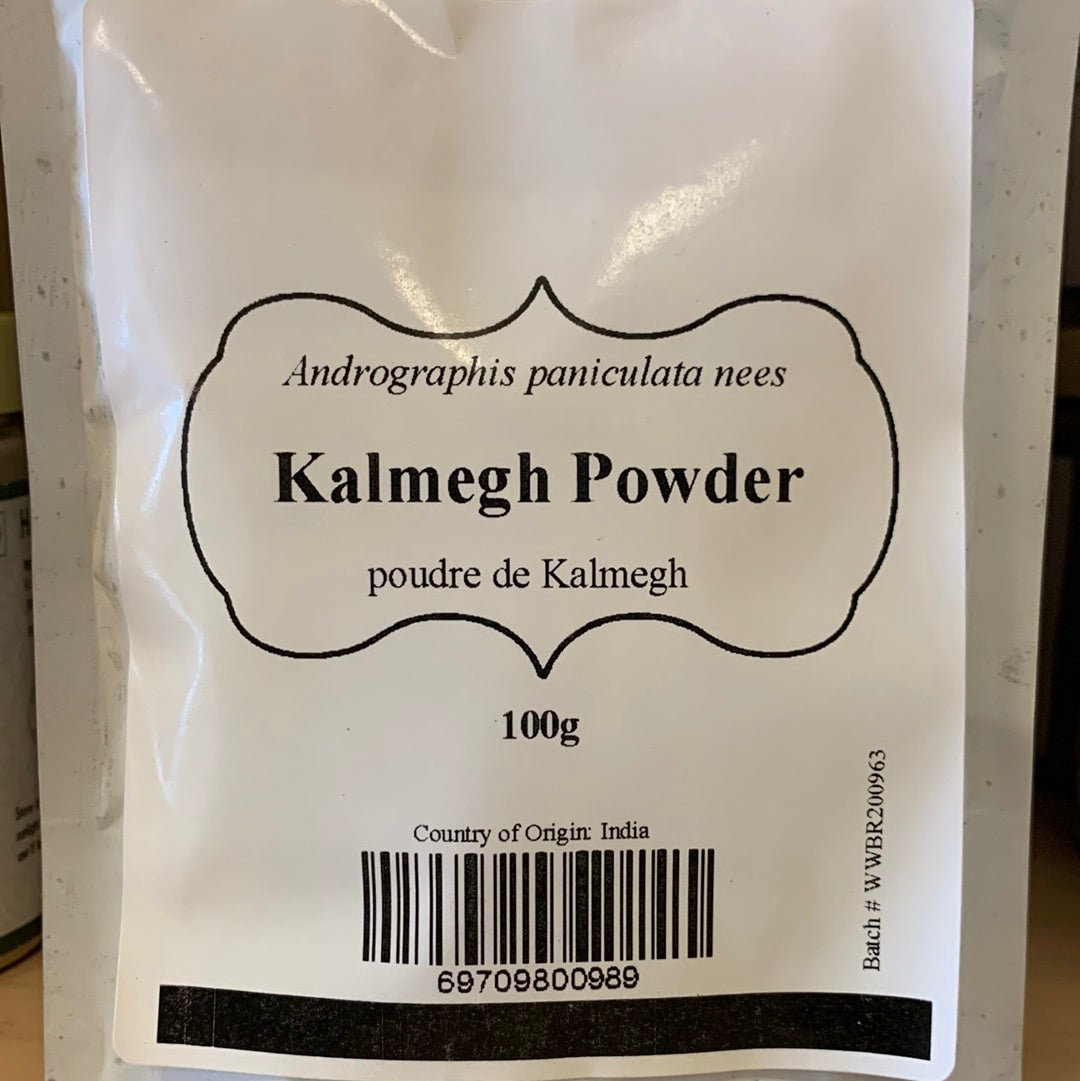 Andrographis paniculata nees
Kalmegh Powder
poudre de Kalmegh
100g
Country of Origin: India
69709800989
Batch # WWBR200963